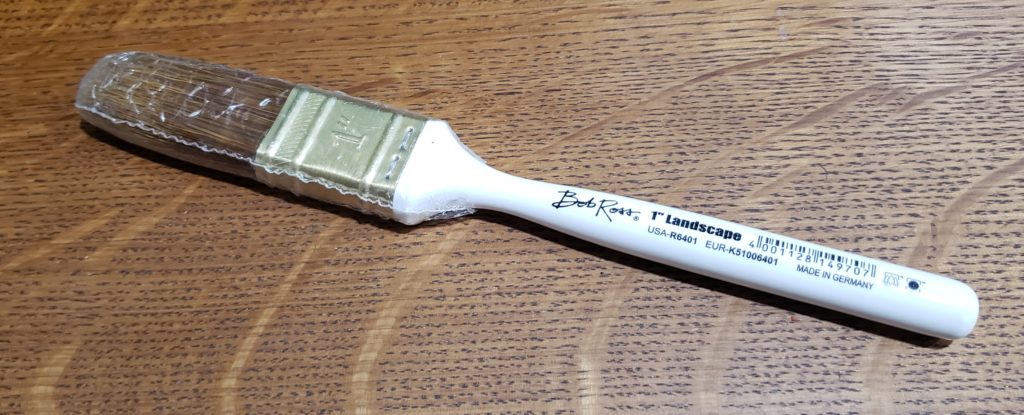 1"
Bob Ross® 1" Landscape
USA-R6401 EUR-K51006401
4 001128 149707
MADE IN GERMANY